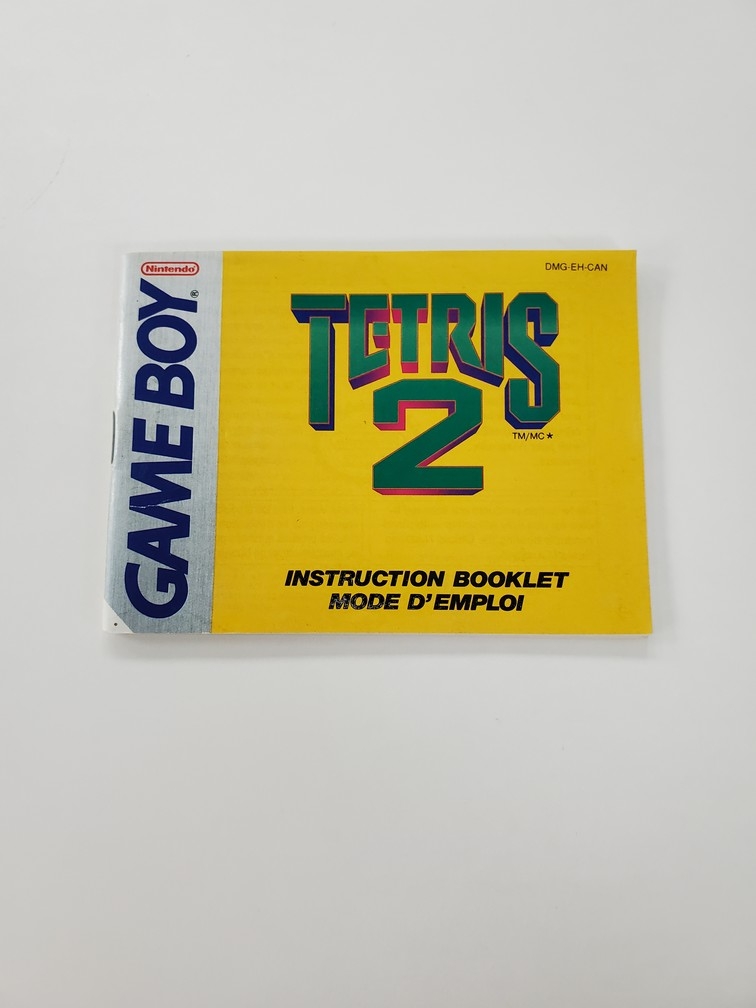 Nintendo
GAME BOY®
DMG-EH-CAN
TETRIS
2
TM/MC★
INSTRUCTION BOOKLET
MODE D'EMPLOI